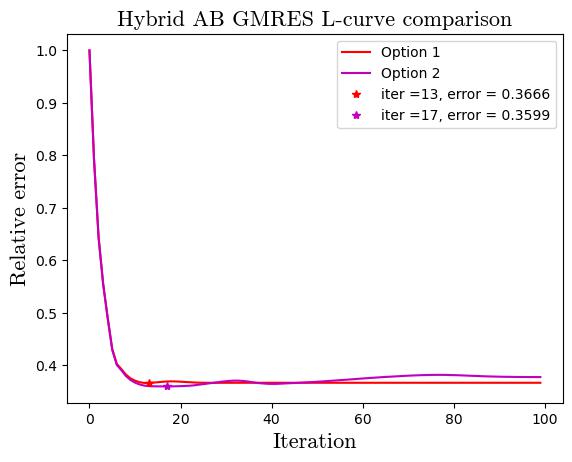 Hybrid AB GMRES L-curve comparison
Option 1
Option 2
iter =13, error = 0.3666
iter =17, error = 0.3599
1.0
0.9
0.8
0.7
0.6
0.5
0.4
Relative error
0
20
40
60
80
100
Iteration